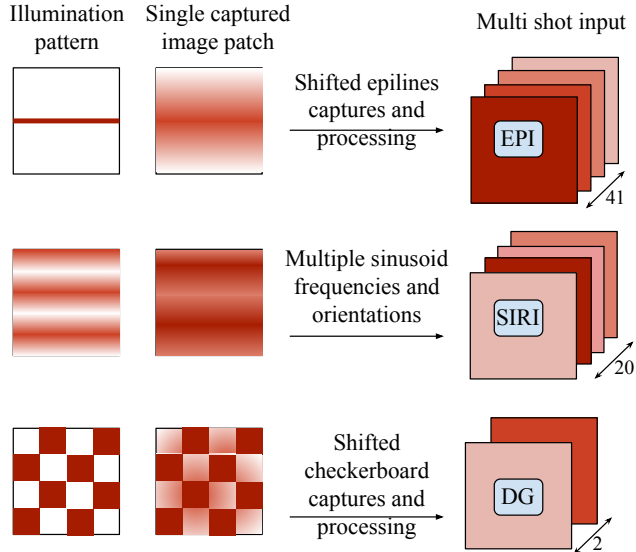 Illumination
pattern
Single captured
image patch
Multi shot input
Shifted epilines
captures and
processing
EPI
41
Multiple sinusoid
frequencies and
orientations
SIRI
20
Shifted
checkerboard
captures and
processing
DG
2